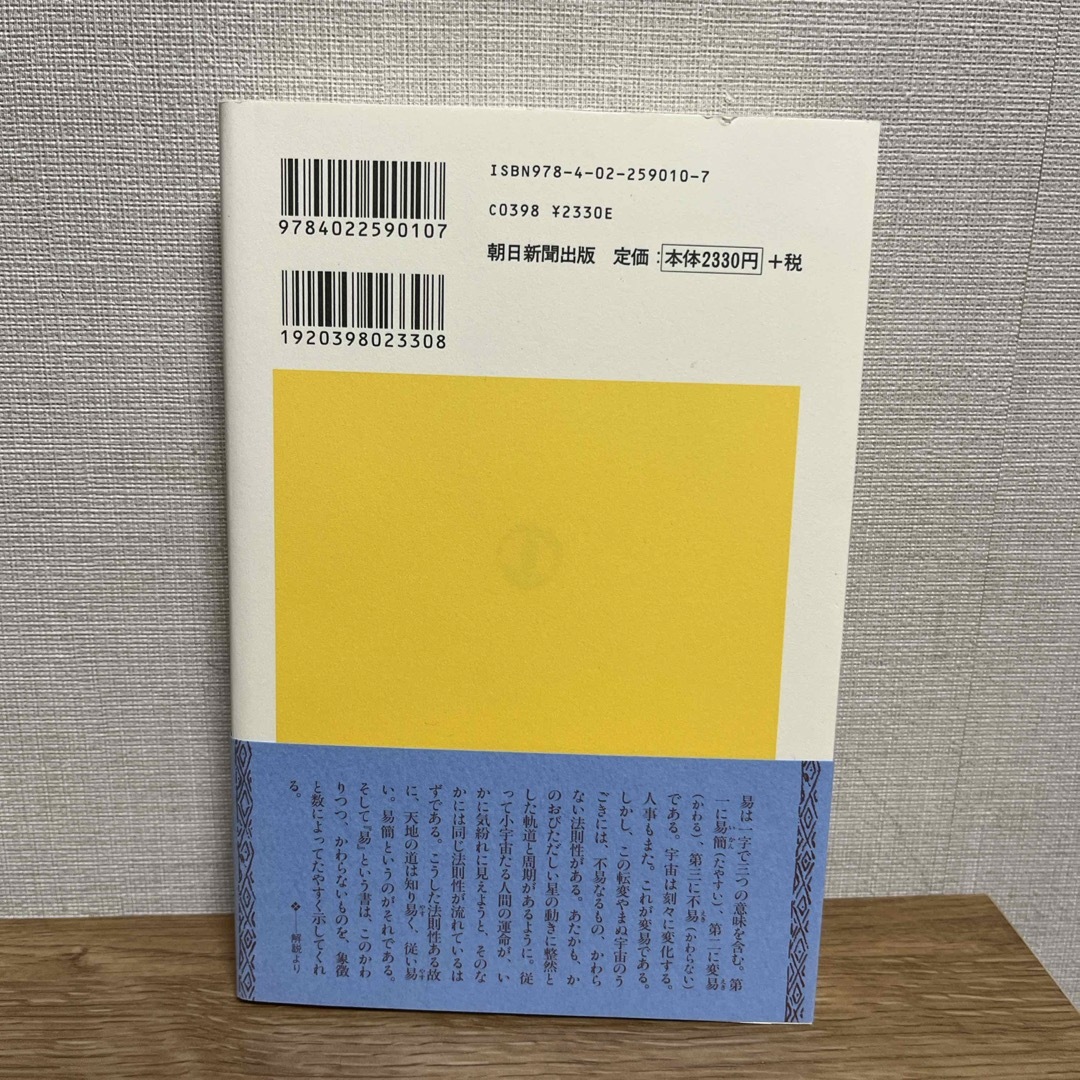 ISBN978-4-02-259010-7
C0398 ¥2330E
9784022590107
朝日新聞出版 定価：本体2330円+税
1920398023308
易は一字で三つの意味を含む。第
一に易簡(たやすい)、第二に変易
いかん
えき
(かわる)、第三に不易(かわらない)
えき
である。宇宙は刻々に変化する。
人事もまた。これが変易である。
しかし、この転変やまぬ宇宙のう
ごきには、不易なるもの、かわら
ない法則性がある。あたかも、か
のおびただしい星の動きに整然と
した軌道と周期があるように。従
って小宇宙たる人間の運命が、い
かに気紛れに見えようと、そのな
かには同じ法則性が流れているは
ずである。こうした法則性ある故
に、天地の道は知り易く、従い易
やす
やす
い。易簡というのがそれである。
そして『易』という書は、このかわ
りつつ、かわらないものを、象徴
と数によってたやすく示してくれ
る。
解説より